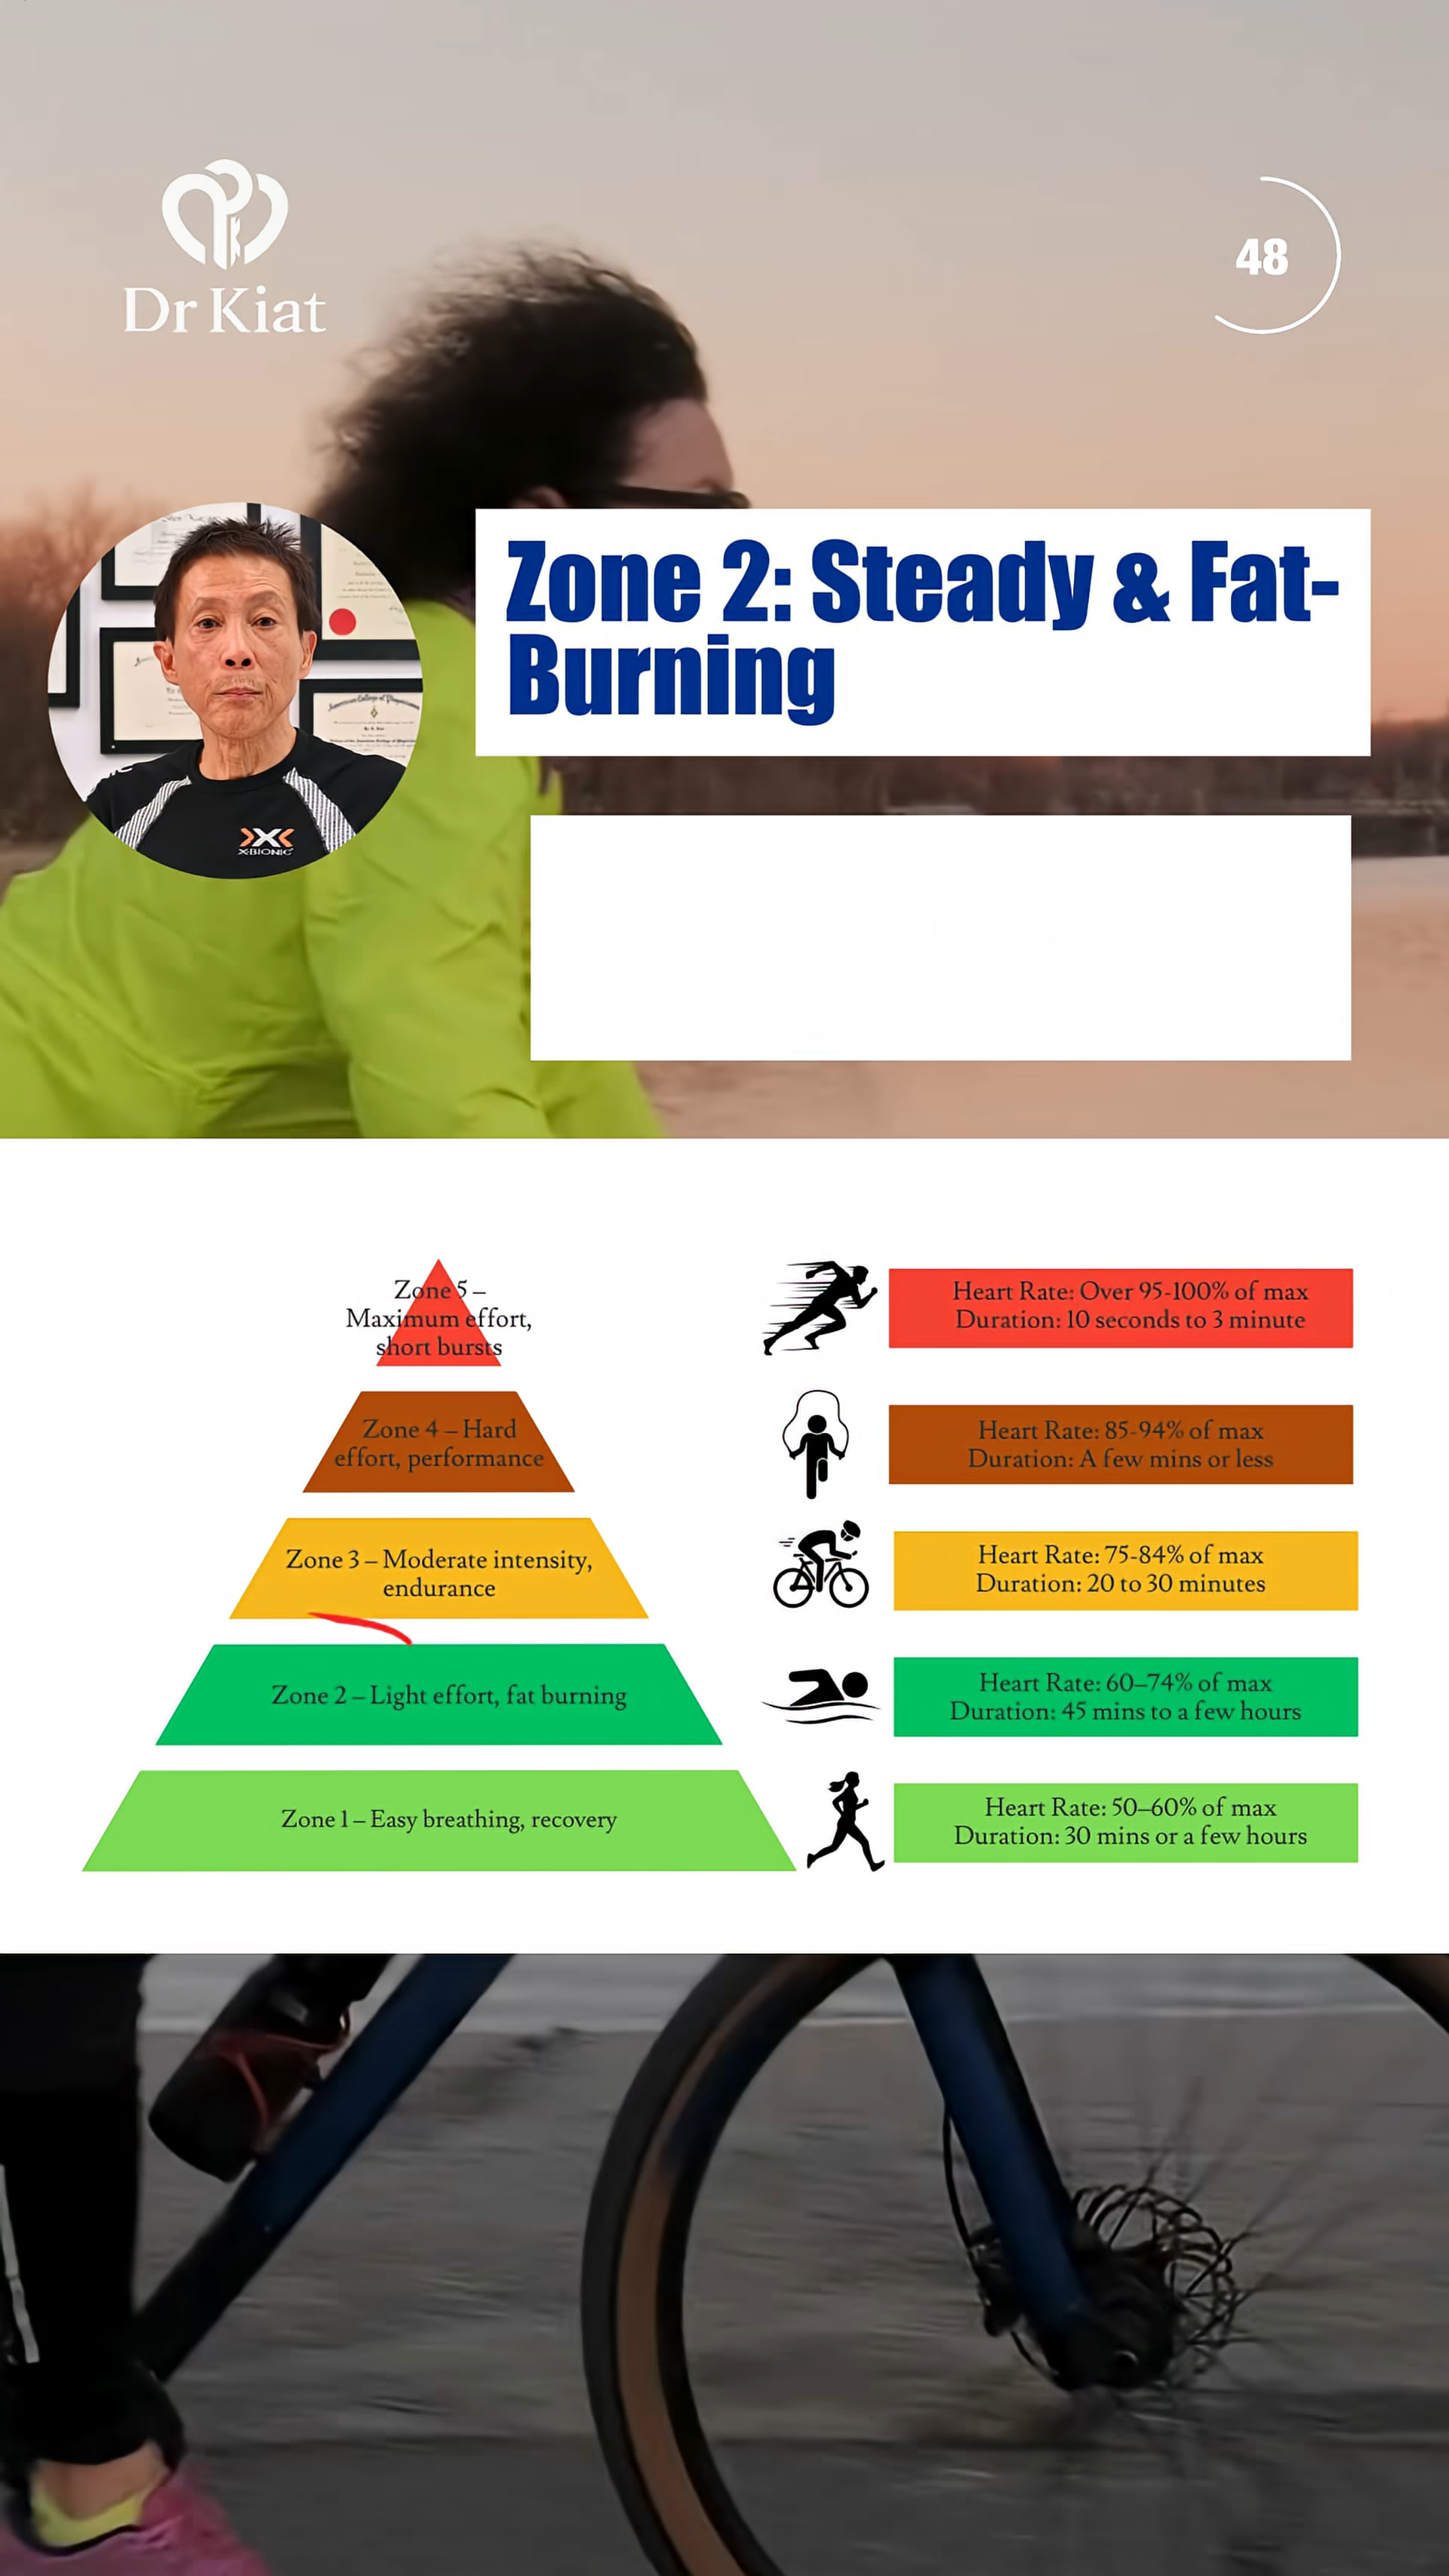 Dr Kiat
48
Zone 2: Steady & Fat-
Burning
X-BIONIC
Zone 5 –
Maximum effort,
short bursts
Heart Rate: Over 95-100% of max
Duration: 10 seconds to 3 minute
Zone 4 – Hard
effort, performance
Heart Rate: 85-94% of max
Duration: A few mins or less
Zone 3 – Moderate intensity,
endurance
Heart Rate: 75-84% of max
Duration: 20 to 30 minutes
Zone 2 – Light effort, fat burning
Heart Rate: 60–74% of max
Duration: 45 mins to a few hours
Zone 1 – Easy breathing, recovery
Heart Rate: 50–60% of max
Duration: 30 mins or a few hours